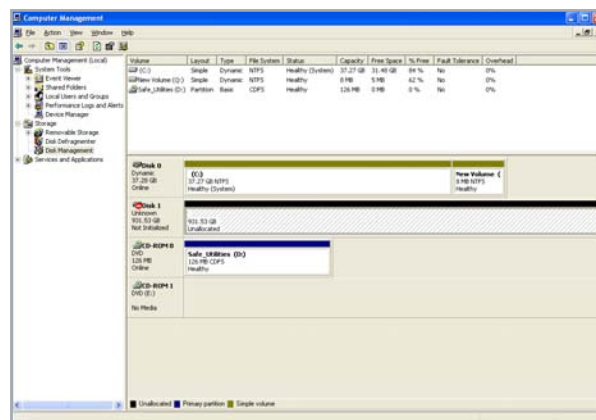 Computer Management
File Action View Window Help
Computer Management (Local)
System Tools
Event Viewer
Shared Folders
Local Users and Groups
Performance Logs and Alerts
Device Manager
Storage
Removable Storage
Disk Defragmenter
Disk Management
Services and Applications
Volume Layout Type File System Status Capacity Free Space % Free Fault Tolerance Overhead
(C:) Simple Dynamic NTFS Healthy (System) 37.27 GB 31.48 GB 84 % No 0%
New Volume (Q:) Simple Dynamic NTFS Healthy 8 MB 5 MB 62 % No 0%
Safe_Utilities (D:) Partition Basic CDFS Healthy 126 MB 0 MB 0 % No 0%
Disk 0
Dynamic
37.28 GB
Online
(C:)
37.27 GB NTFS
Healthy (System)
New Volume (
8 MB NTFS
Healthy
Disk 1
Unknown
931.53 GB
Not Initialized
931.53 GB
Unallocated
CD-ROM 0
DVD
126 MB
Online
Safe_Utilities (D:)
126 MB CDFS
Healthy
CD-ROM 1
DVD (E:)
No Media
Unallocated Primary partition Simple volume